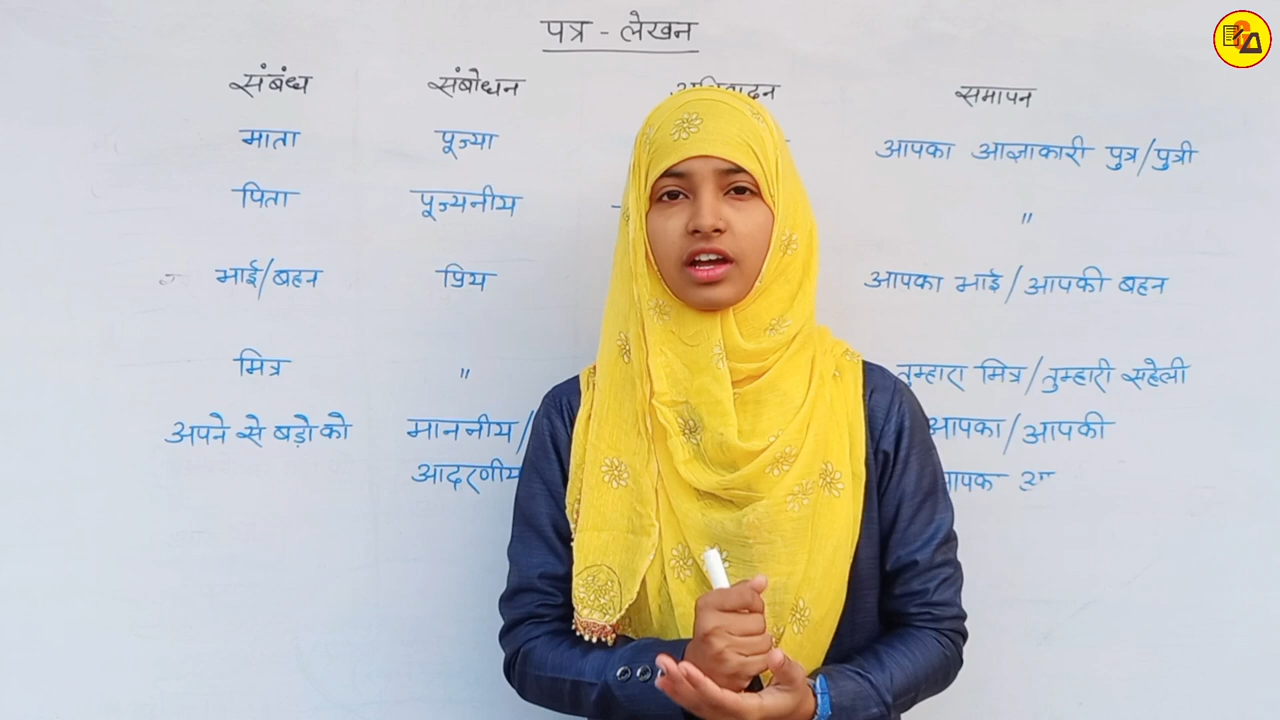 पत्र - लेखन
संबंध संबोधन समापन
माता पूज्या आपका आज्ञाकारी पुत्र/पुत्री
पिता पूज्यनीय "
भाई/बहन प्रिय आपका भाई/आपकी बहन
मित्र " तुम्हारा मित्र/तुम्हारी सहेली
अपने से बड़ो को माननीय/ आपका/आपकी
आदरणीय